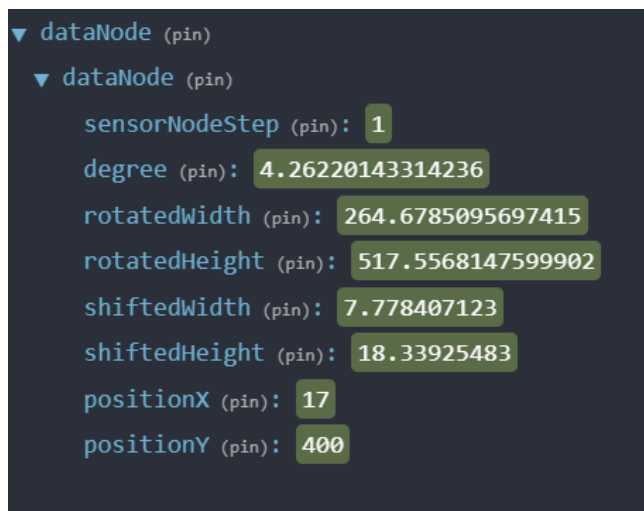 ▼ dataNode (pin)
▼ dataNode (pin)
sensorNodeStep (pin): 1
degree (pin): 4.26220143314236
rotatedWidth (pin): 264.6785095697415
rotatedHeight (pin): 517.5568147599902
shiftedWidth (pin): 7.778407123
shiftedHeight (pin): 18.33925483
positionX (pin): 17
positionY (pin): 400